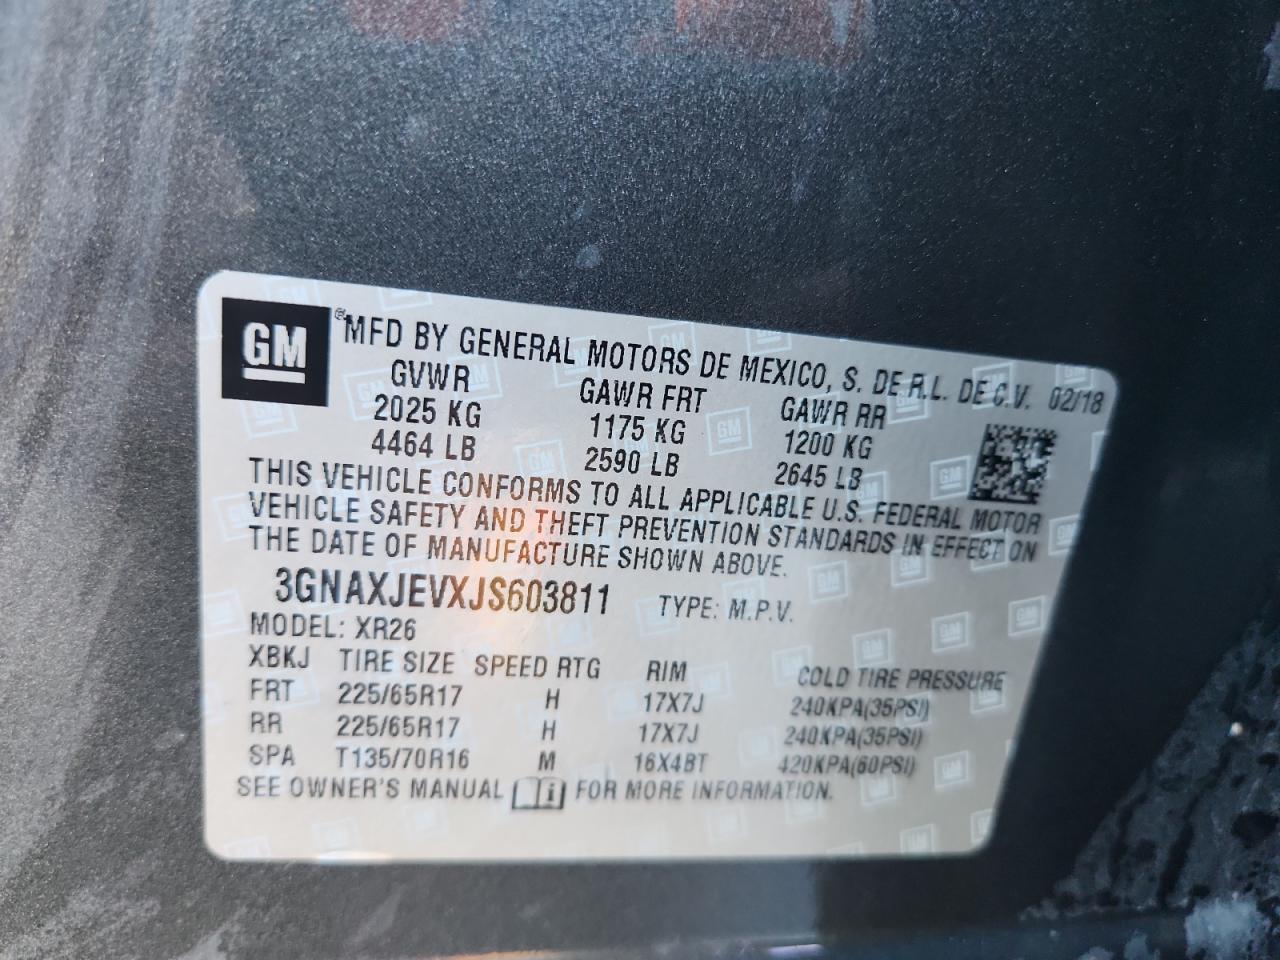 GM ® MFD BY GENERAL MOTORS DE MEXICO, S. DE R.L. DE C.V. 02/18
GVWR GAWR FRT GAWR RR
2025 KG 1175 KG 1200 KG
4464 LB 2590 LB 2645 LB
THIS VEHICLE CONFORMS TO ALL APPLICABLE U.S. FEDERAL MOTOR
VEHICLE SAFETY AND THEFT PREVENTION STANDARDS IN EFFECT ON
THE DATE OF MANUFACTURE SHOWN ABOVE.
3GNAXJEVXJS603811 TYPE: M.P.V.
MODEL: XR26
XBKJ TIRE SIZE SPEED RTG RIM COLD TIRE PRESSURE
FRT 225/65R17 H 17X7J 240KPA(35PSI)
RR 225/65R17 H 17X7J 240KPA(35PSI)
SPA T135/70R16 M 16X4BT 420KPA(60PSI)
SEE OWNER'S MANUAL i FOR MORE INFORMATION.